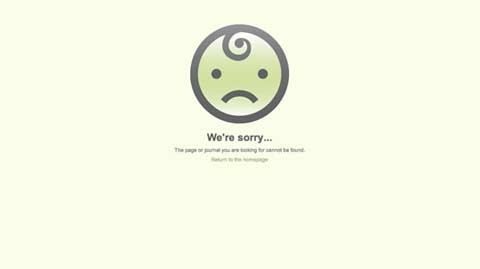 We're sorry...
The page or journal you are looking for cannot be found.
Return to the homepage